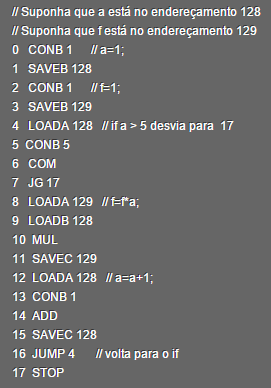 // Suponha que a está no endereçamento 128
// Suponha que f está no endereçamento 129
0 CONB 1 // a=1;
1 SAVEB 128
2 CONB 1 // f=1;
3 SAVEB 129
4 LOADA 128 // if a > 5 desvia para 17
5 CONB 5
6 COM
7 JG 17
8 LOADA 129 // f=f*a;
9 LOADB 128
10 MUL
11 SAVEC 129
12 LOADA 128 // a=a+1;
13 CONB 1
14 ADD
15 SAVEC 128
16 JUMP 4 // volta para o if
17 STOP